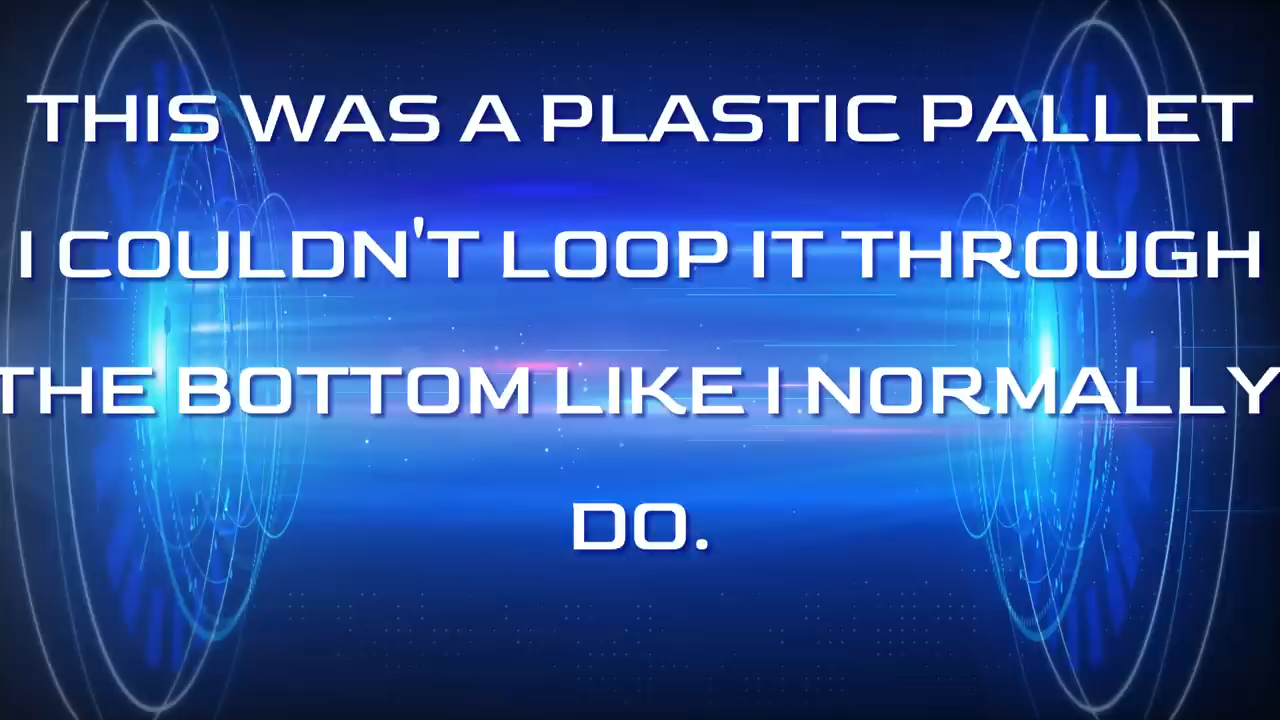 THIS WAS A PLASTIC PALLET
I COULDN'T LOOP IT THROUGH
THE BOTTOM LIKE I NORMALLY
DO.